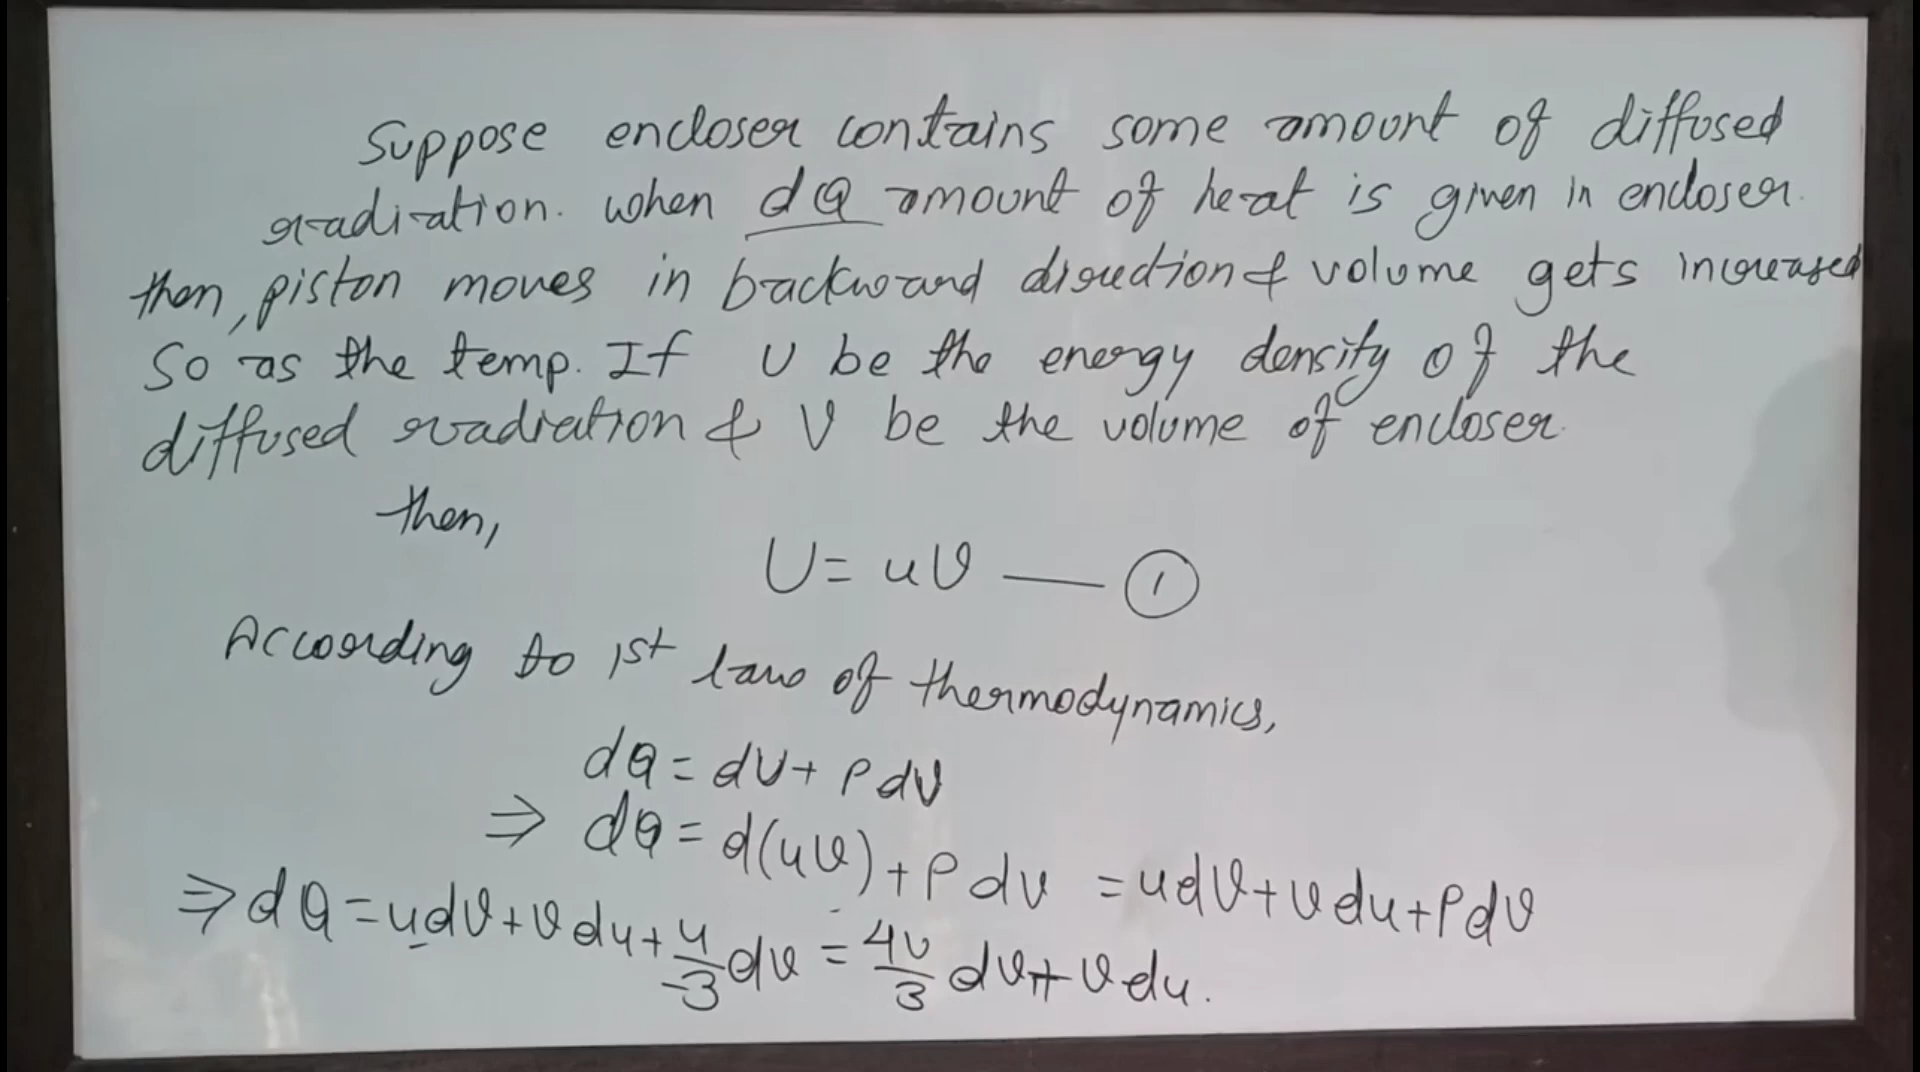 Suppose encloser contains some amount of diffused
radiation. when dQ amount of heat is given in encloser.
then, piston moves in backward direction & volume gets increased
So as the temp. If U be the energy density of the
diffused radiation & V be the volume of encloser.
then,
U = uV — ①
According to 1st law of thermodynamics,
dQ = dU + PdV
⇒ dQ = d(uV) + PdV = udV + Vdu + PdV
⇒ dQ = udV + Vdu + u/3 dV = 4u/3 dV + Vdu.